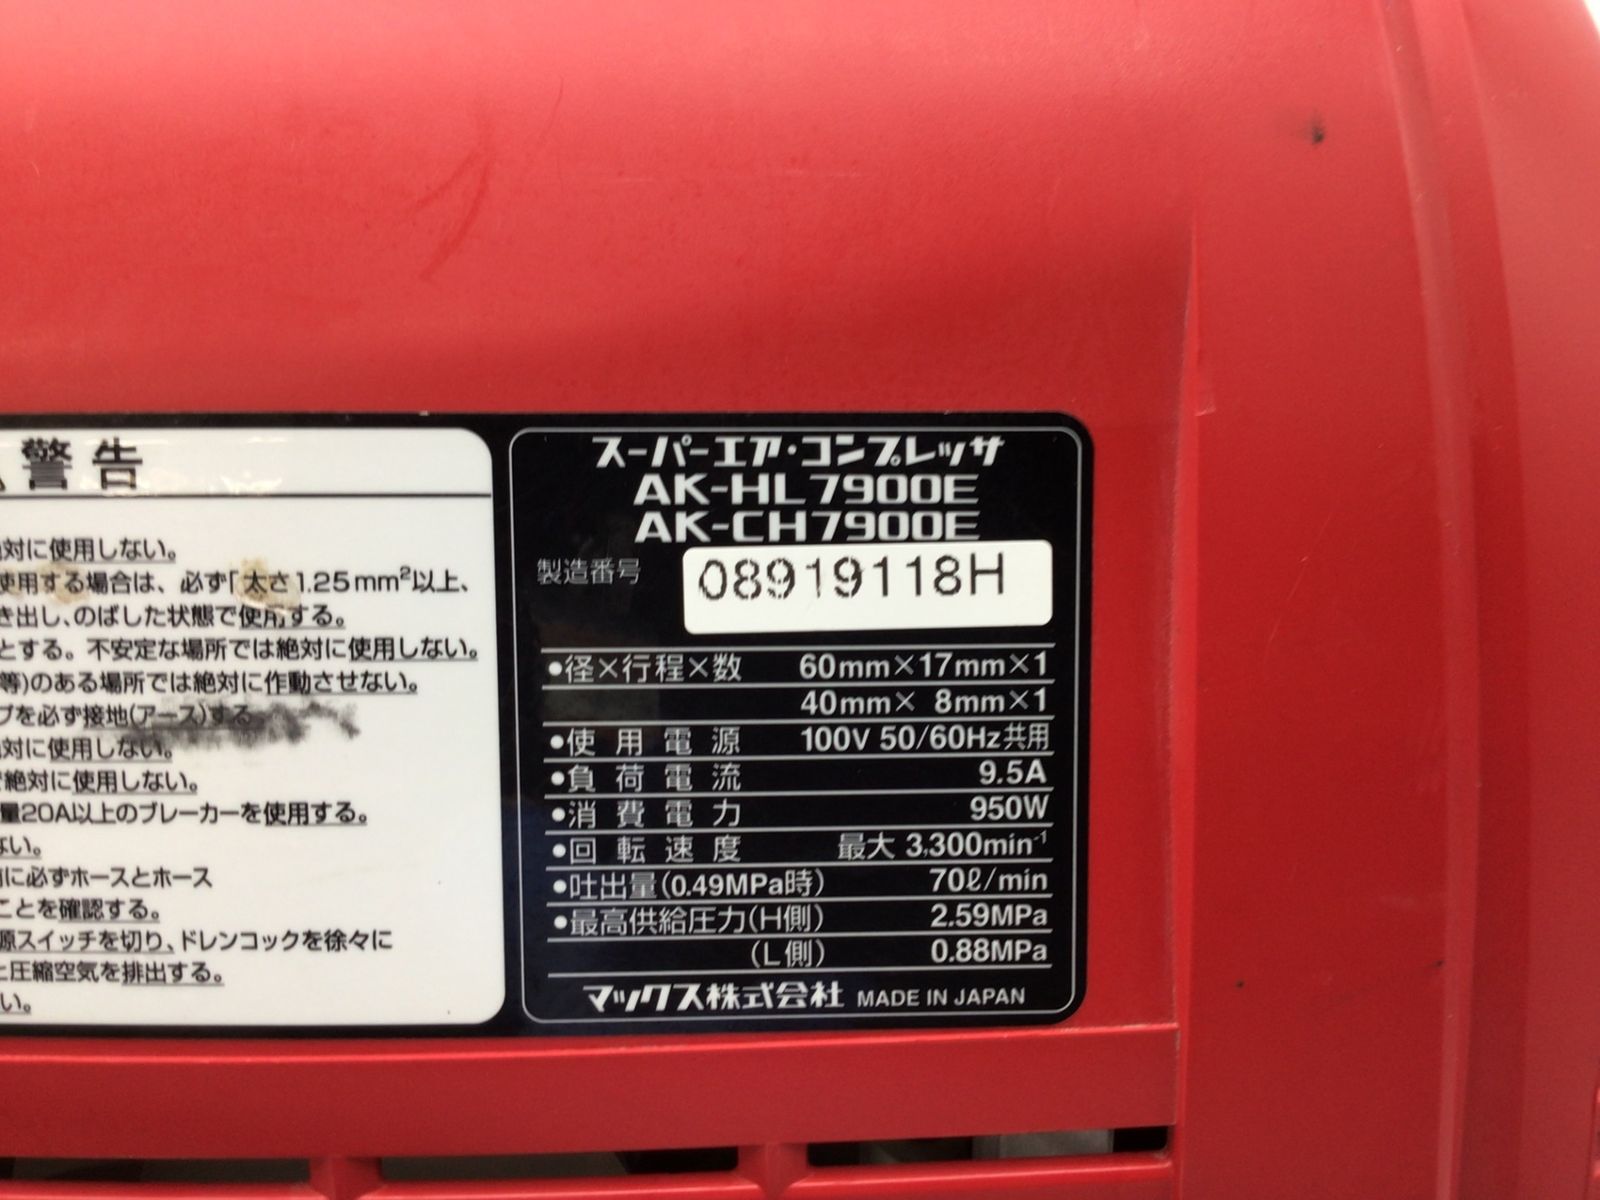 警告
対に使用しない。
使用する場合は、必ず「太さ1.25mm²以上、
き出し、のばした状態で使用する。
とする。不安定な場所では絶対に使用しない。
等)のある場所では絶対に作動させない。
ブを必ず接地(アース)する
対に使用しない。
絶対に使用しない。
量20A以上のブレーカーを使用する。
ない。
に必ずホースとホース
ことを確認する。
源スイッチを切り、ドレンコックを徐々に
圧縮空気を排出する。
い。
スーパーエア・コンプレッサ
AK-HL7900E
AK-CH7900E
製造番号 08919118H
•径×行程×数 60mm×17mm×1
40mm× 8mm×1
•使用電源 100V 50/60Hz共用
•負荷電流 9.5A
•消費電力 950W
•回転速度 最大 3,300min⁻¹
•吐出量(0.49MPa時) 70ℓ/min
•最高供給圧力(H側) 2.59MPa
(L側) 0.88MPa
マックス株式会社 MADE IN JAPAN